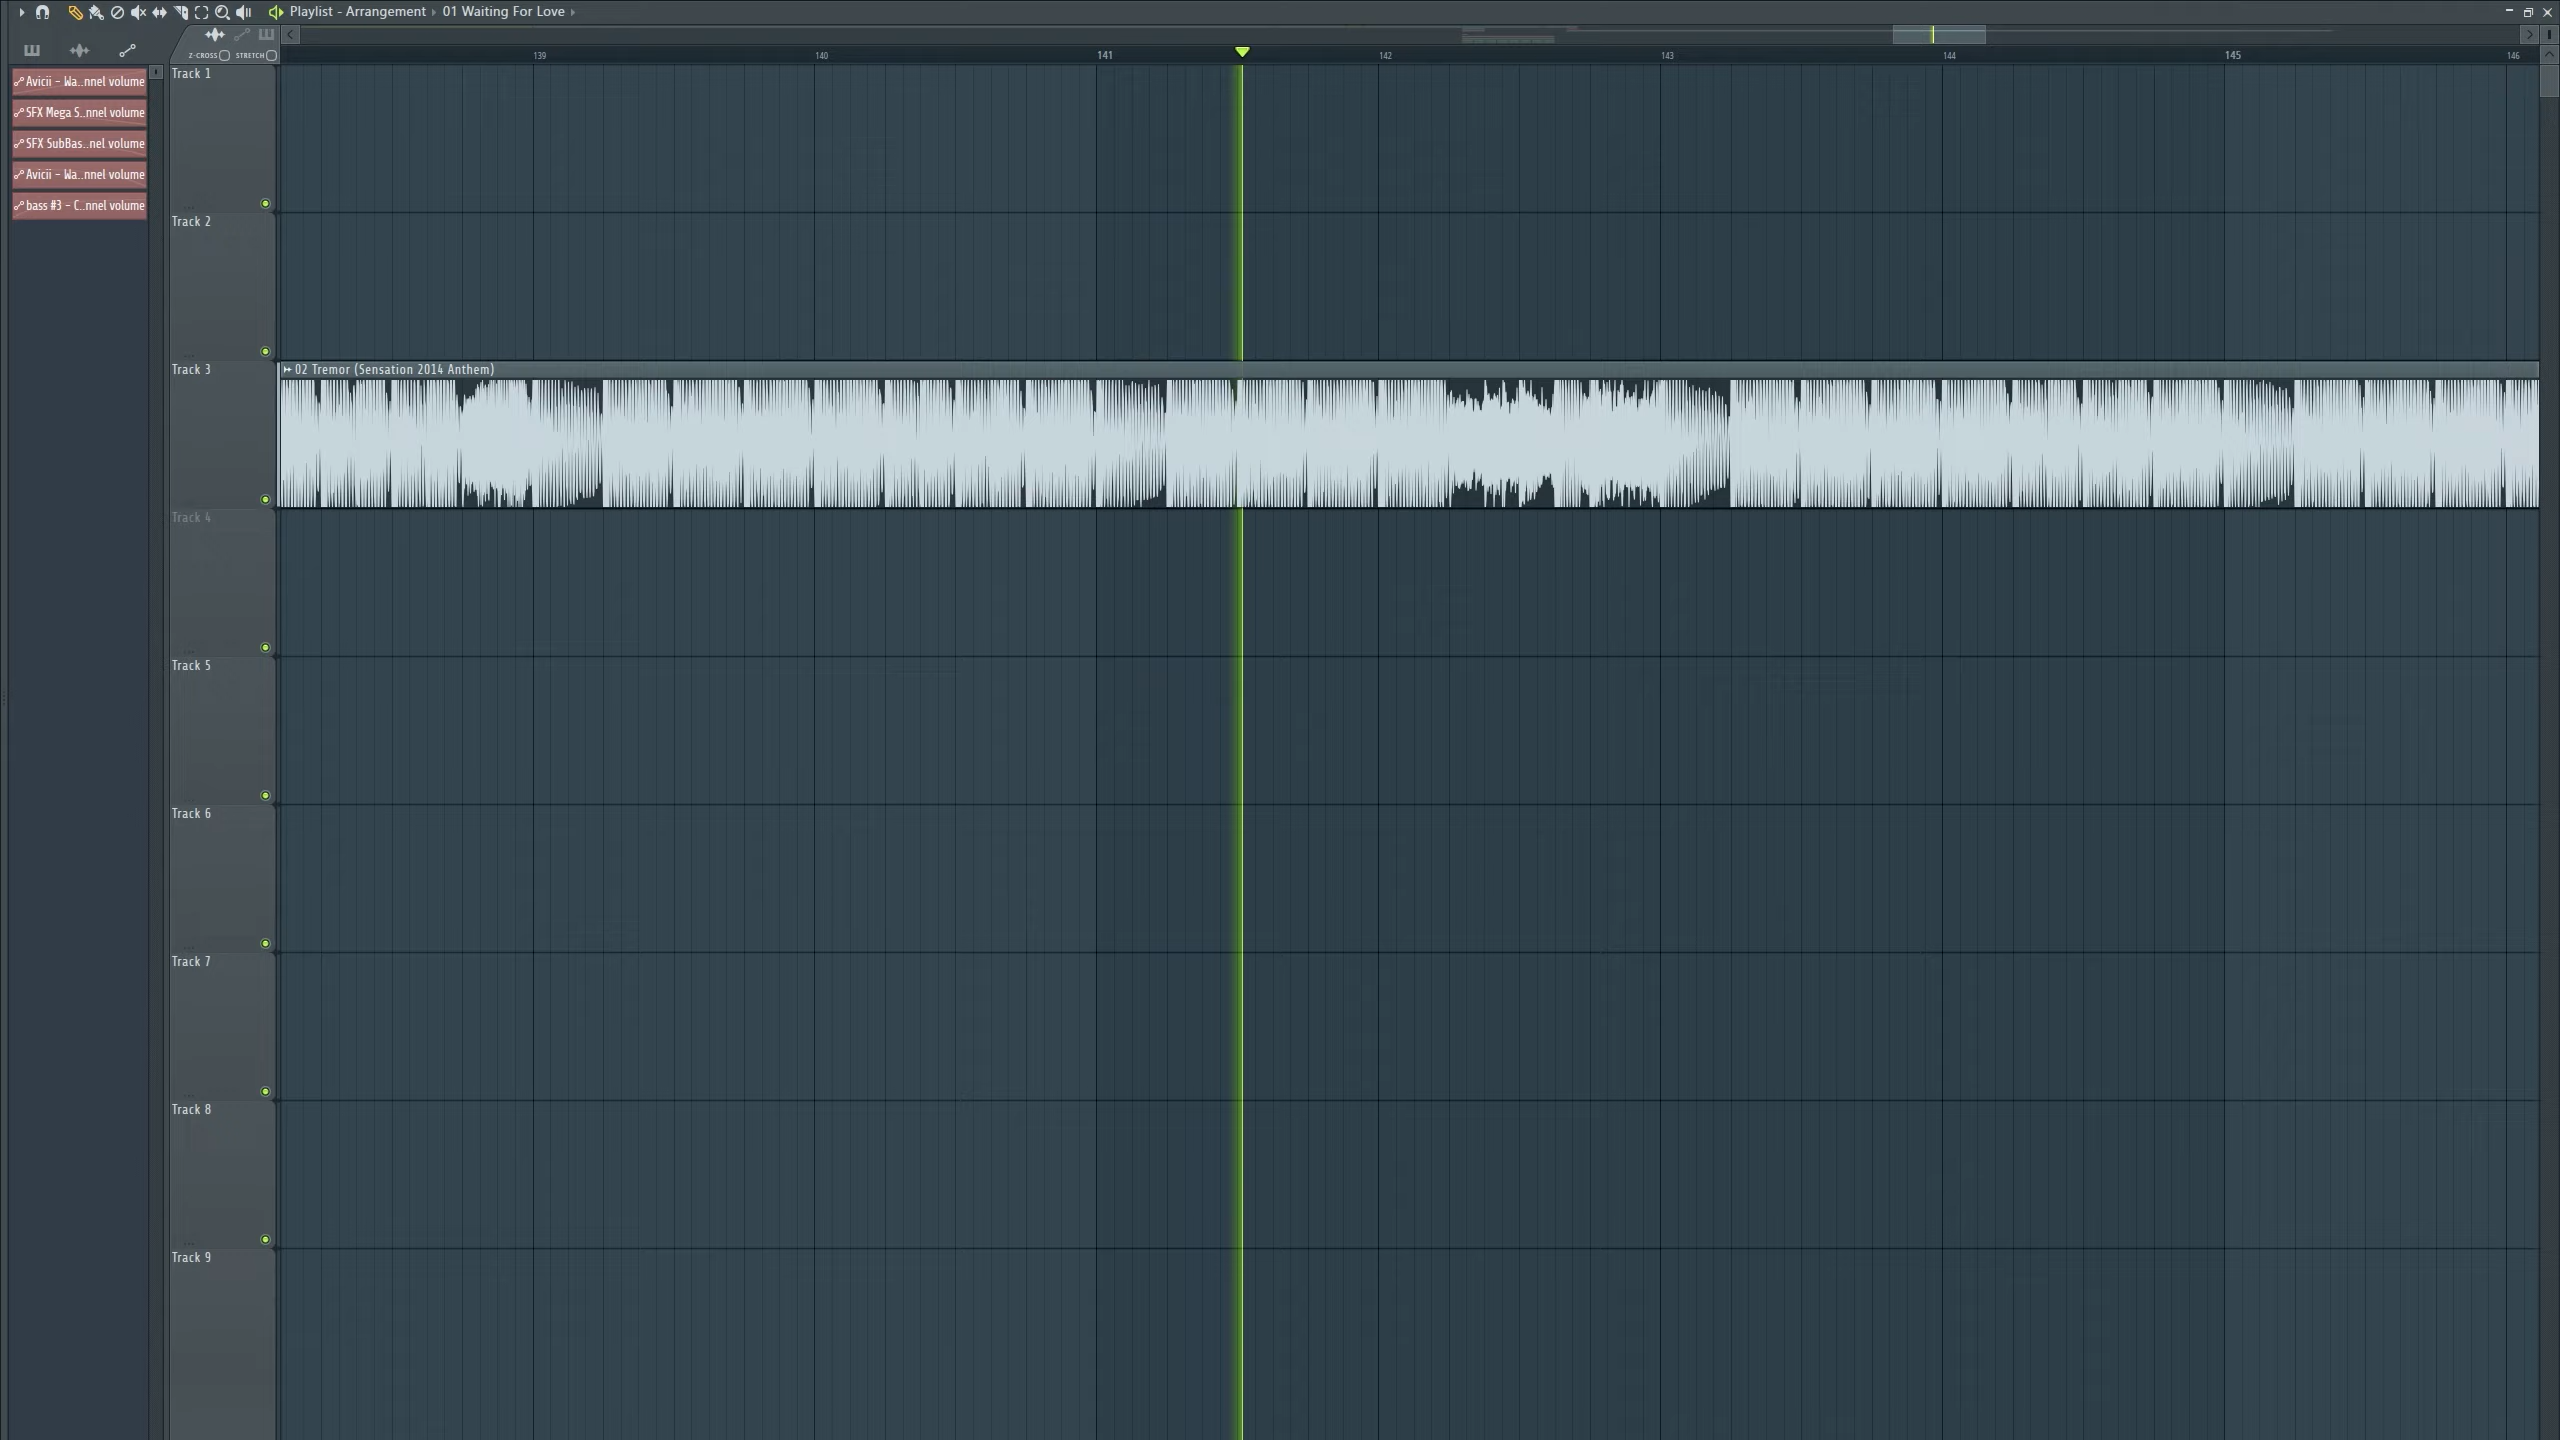 Playlist - Arrangement › 01 Waiting For Love ›
Z-CROSS STRETCH
139 140 141 142 143 144 145 146
Avicii - Wa..nnel volume
SFX Mega S..nnel volume
SFX SubBas..nel volume
Avicii - Wa..nnel volume
bass #3 - C..nnel volume
Track 1
Track 2
Track 3
02 Tremor (Sensation 2014 Anthem)
Track 4
Track 5
Track 6
Track 7
Track 8
Track 9